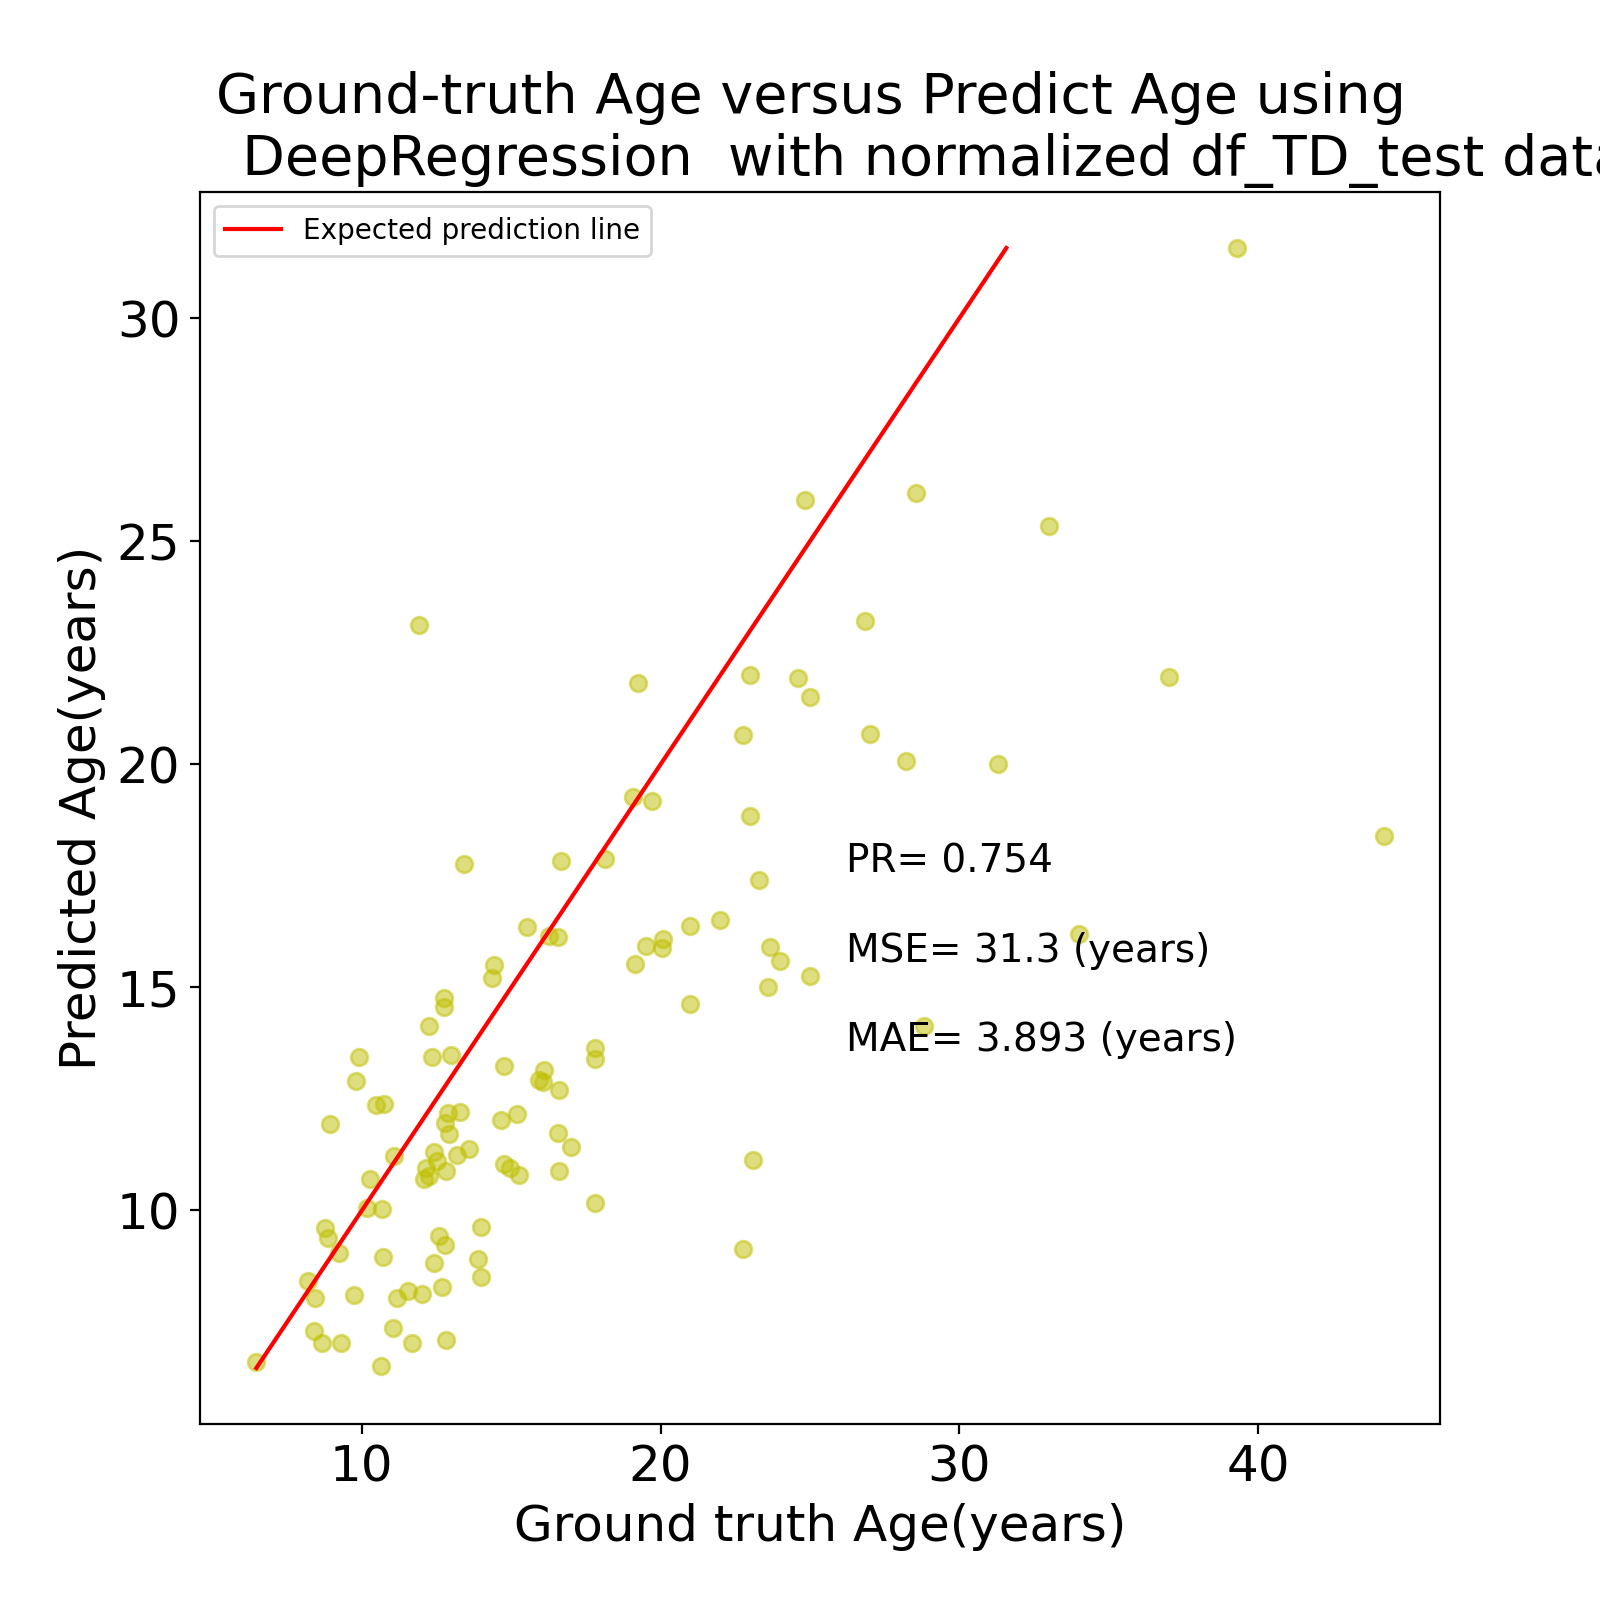 Ground-truth Age versus Predict Age using
DeepRegression with normalized df_TD_test data
Expected prediction line
30
25
20
15
10
Predicted Age(years)
PR= 0.754
MSE= 31.3 (years)
MAE= 3.893 (years)
10 20 30 40
Ground truth Age(years)